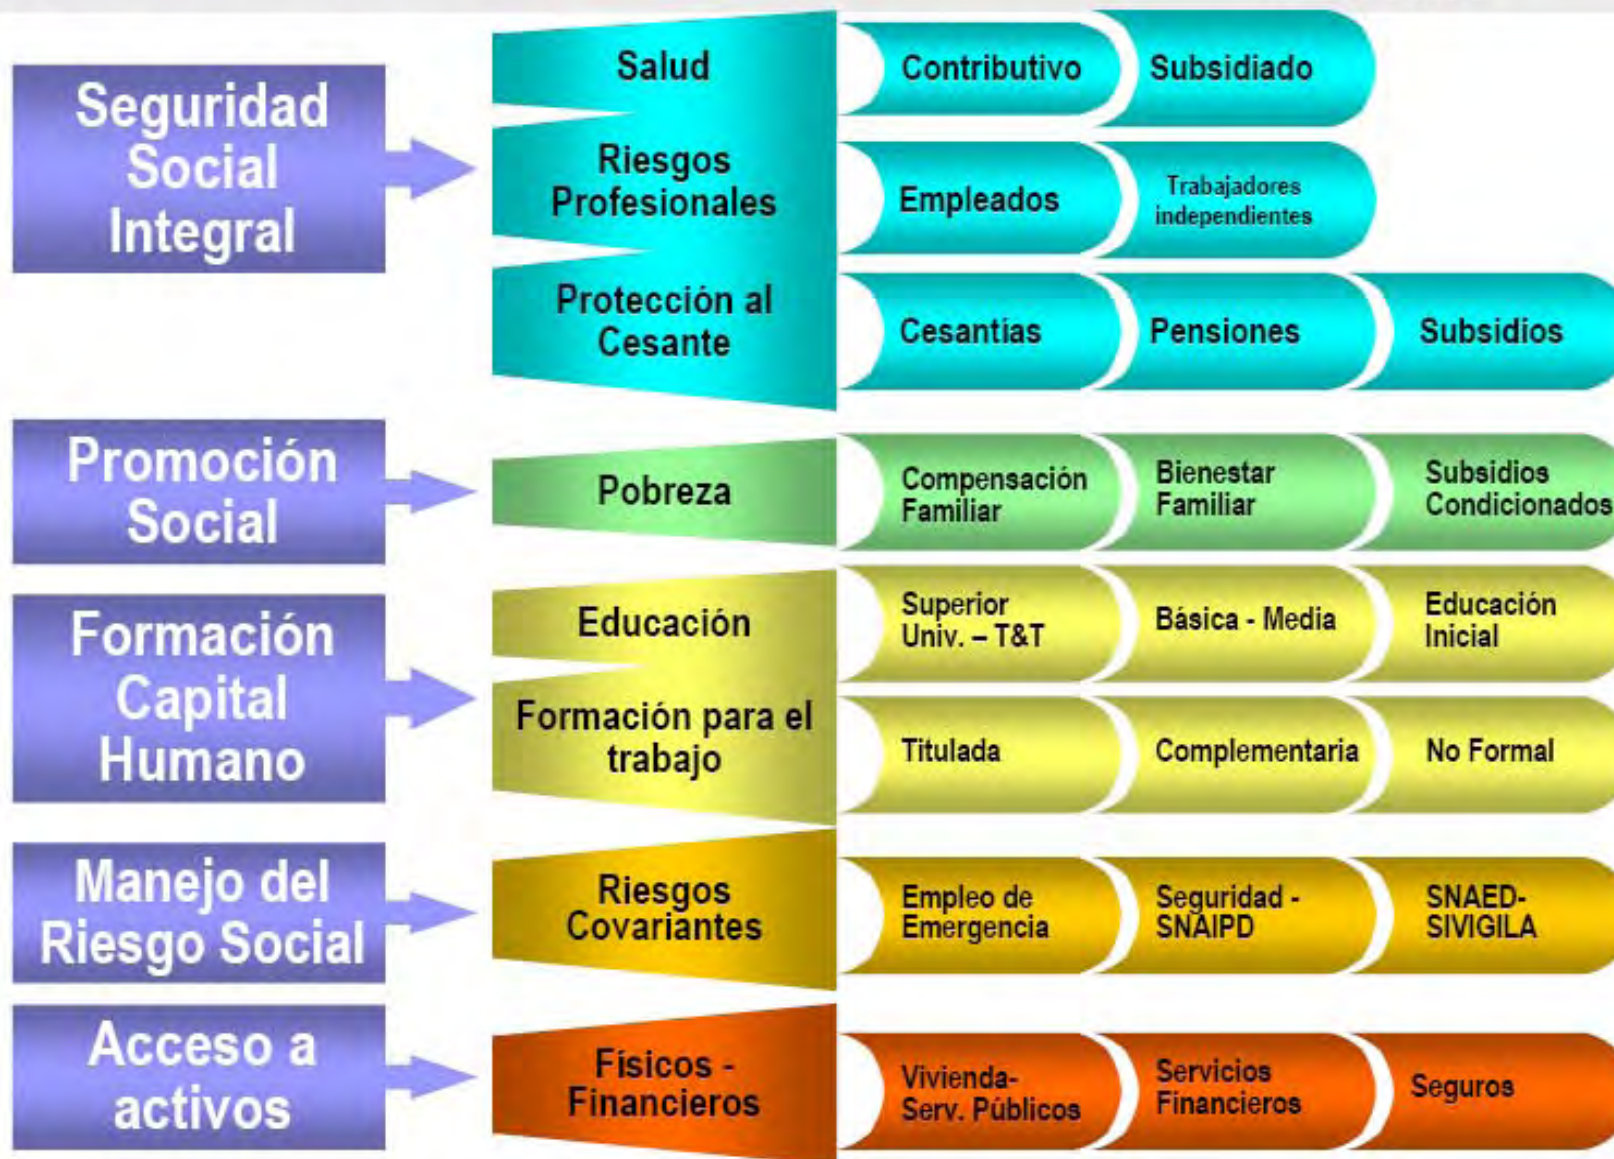 Seguridad
Social
Integral
Salud
Contributivo
Subsidiado
Riesgos
Profesionales
Empleados
Trabajadores
independientes
Protección al
Cesante
Cesantías
Pensiones
Subsidios
Promoción
Social
Pobreza
Compensación
Familiar
Bienestar
Familiar
Subsidios
Condicionados
Formación
Capital
Humano
Educación
Superior
Univ. – T&T
Básica - Media
Educación
Inicial
Formación para el
trabajo
Titulada
Complementaria
No Formal
Manejo del
Riesgo Social
Riesgos
Covariantes
Empleo de
Emergencia
Seguridad -
SNAIPD
SNAED-
SIVIGILA
Acceso a
activos
Físicos -
Financieros
Vivienda-
Serv. Públicos
Servicios
Financieros
Seguros